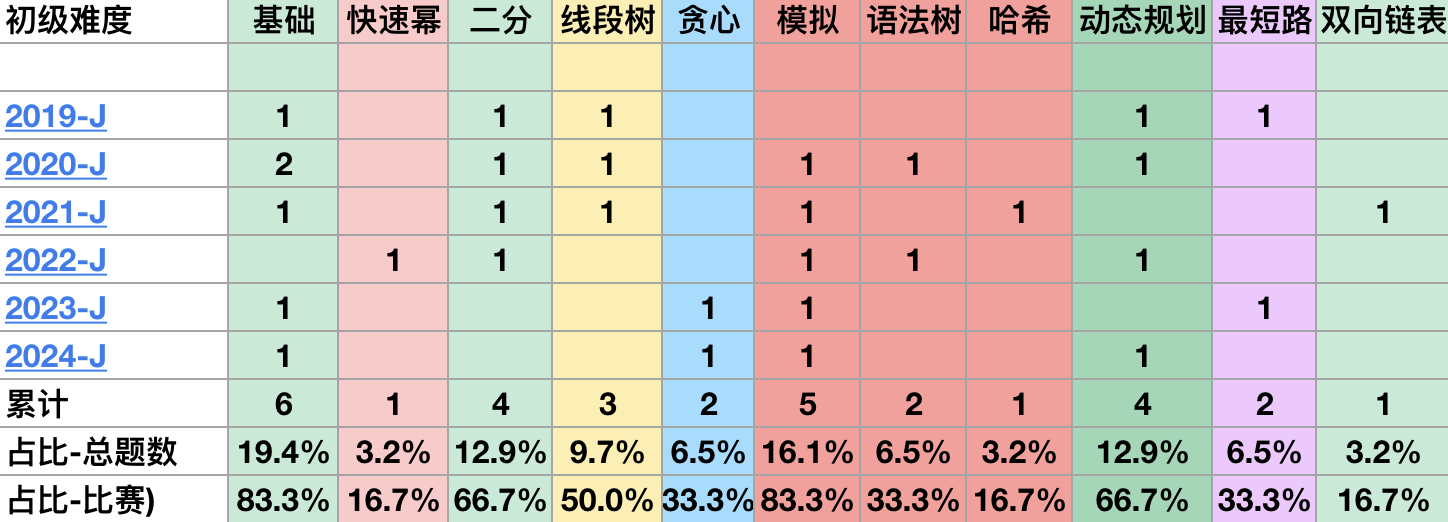 初级难度 基础 快速幂 二分 线段树 贪心 模拟 语法树 哈希 动态规划 最短路 双向链表
2019-J 1 1 1 1 1
2020-J 2 1 1 1 1 1
2021-J 1 1 1 1 1 1
2022-J 1 1 1 1 1
2023-J 1 1 1 1
2024-J 1 1 1 1
累计 6 1 4 3 2 5 2 1 4 2 1
占比-总题数 19.4% 3.2% 12.9% 9.7% 6.5% 16.1% 6.5% 3.2% 12.9% 6.5% 3.2%
占比-比赛) 83.3% 16.7% 66.7% 50.0% 33.3% 83.3% 33.3% 16.7% 66.7% 33.3% 16.7%